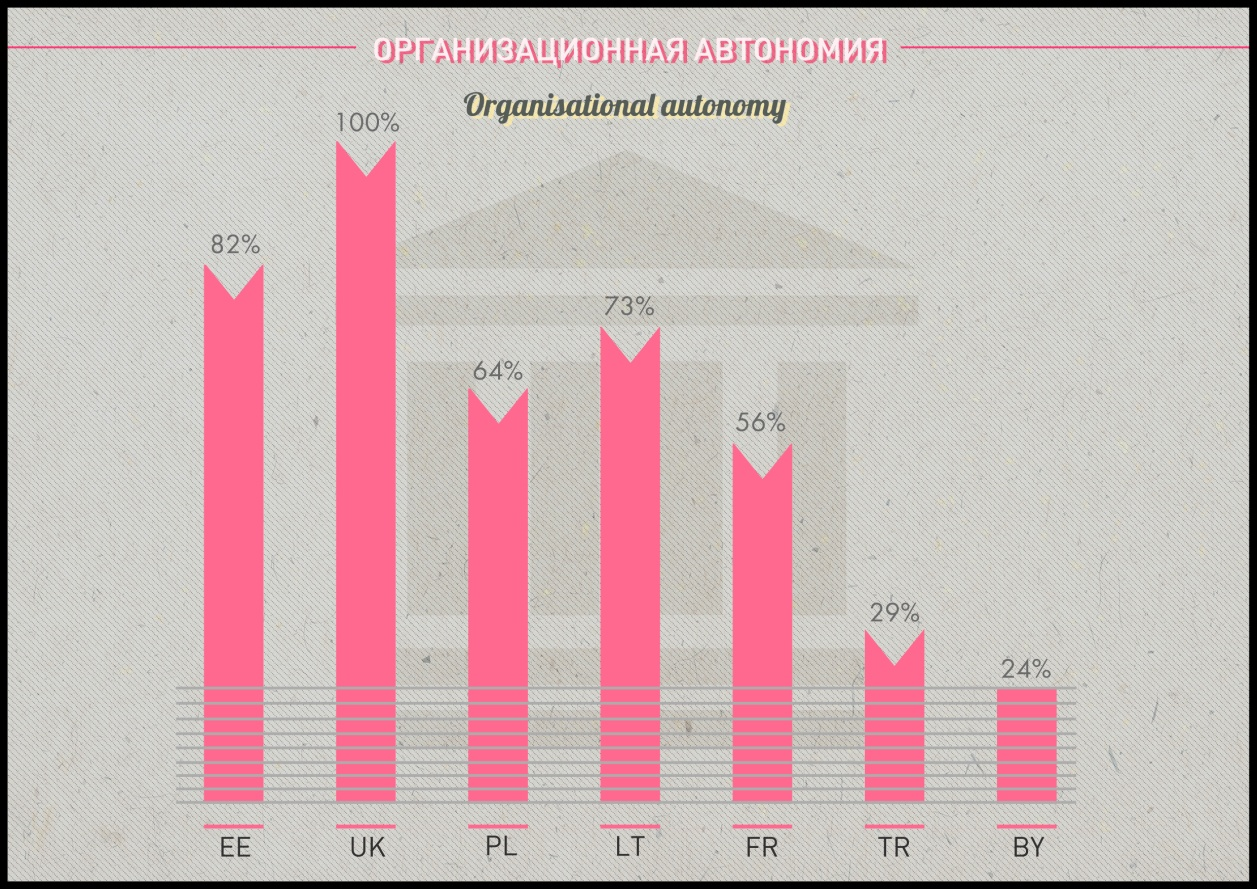 ОРГАНИЗАЦИОННАЯ АВТОНОМИЯ
Organisational autonomy
82%
100%
64%
73%
56%
29%
24%
EE
UK
PL
LT
FR
TR
BY